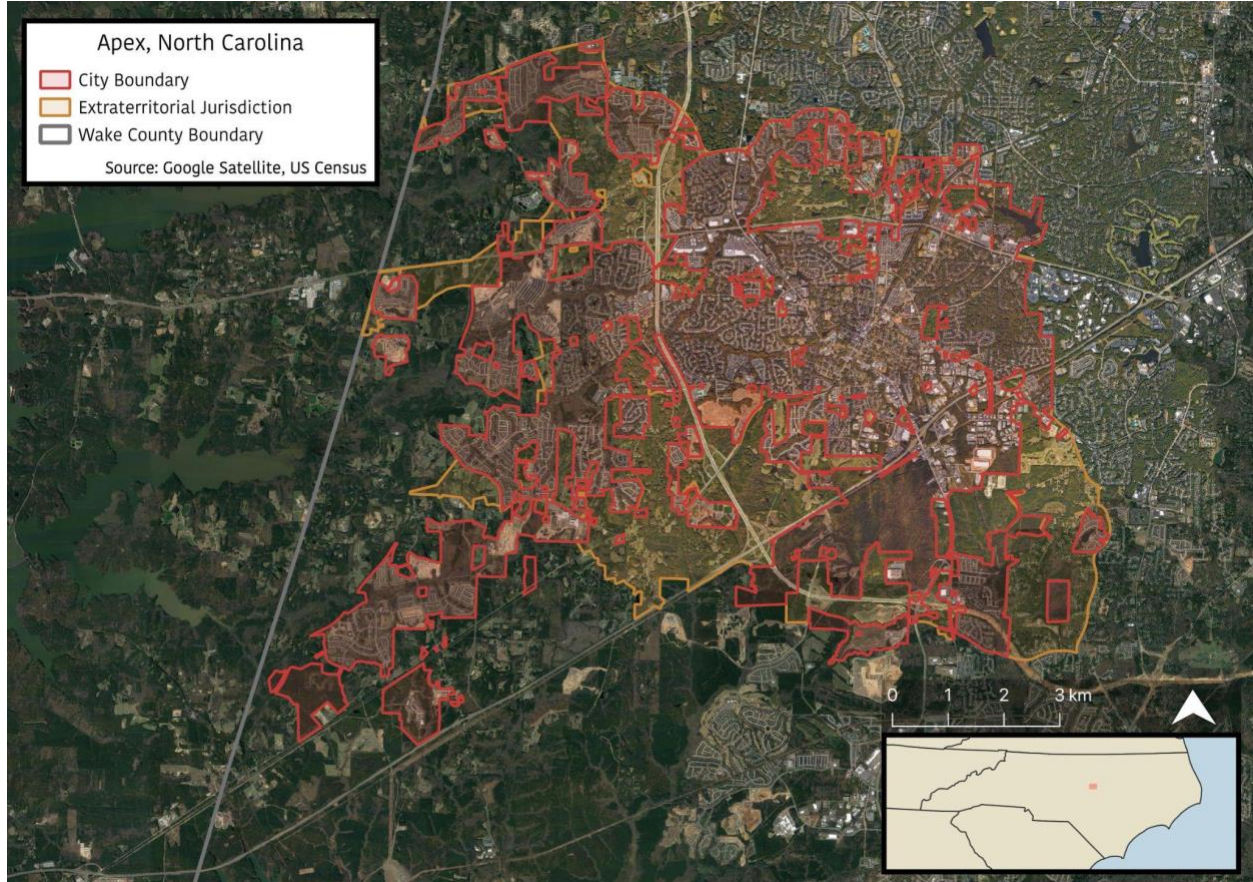 Apex, North Carolina
City Boundary
Extraterritorial Jurisdiction
Wake County Boundary
Source: Google Satellite, US Census
0 1 2 3 km